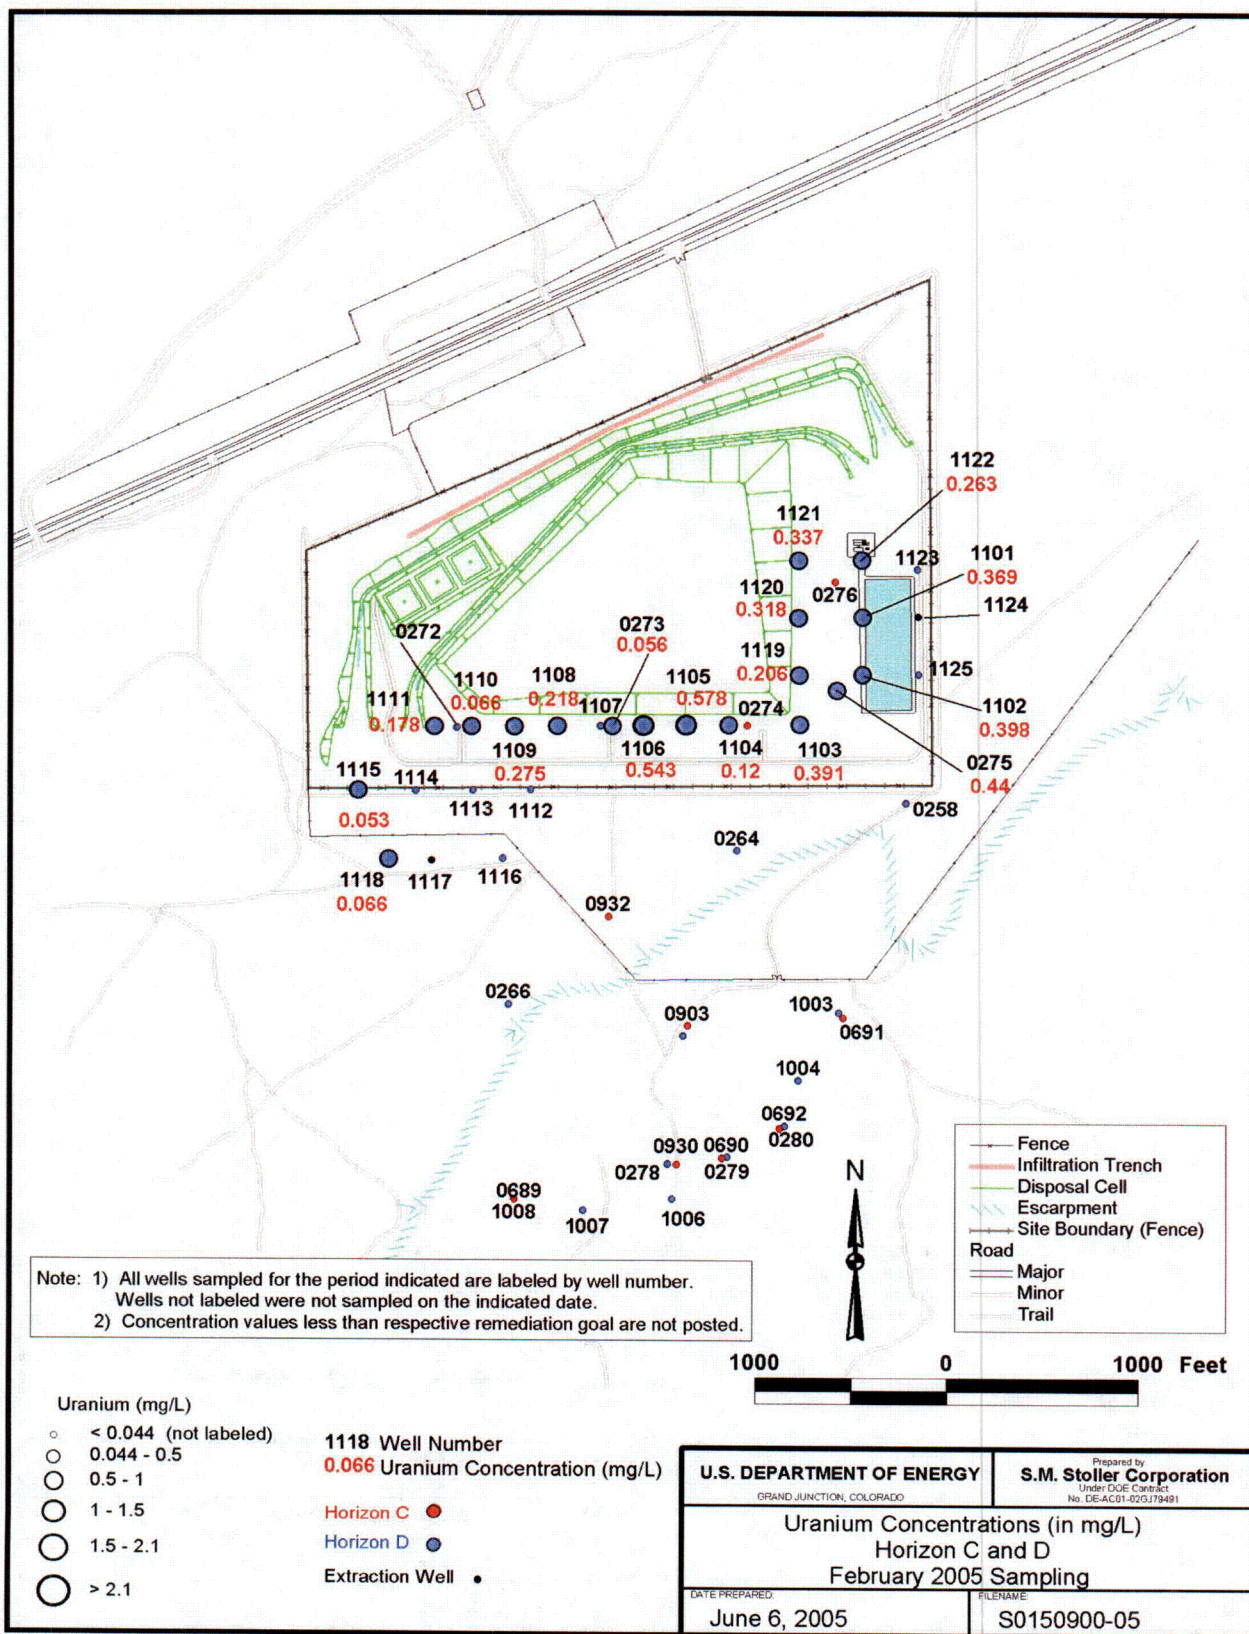 1122
0.263
1121
0.337
1123
1101
0.369
1120
0.318
0276
1124
0272
0273
0.056
1119
0.206
1125
1110
0.066
1108
0.218
1105
0.578
1111
0.178
1107
0274
1102
0.398
1109
0.275
1106
0.543
1104
0.12
1103
0.391
0275
0.44
1115
0.053
1114
1113
1112
0258
0264
1118
0.066
1117
1116
0932
0266
0903
1003
0691
1004
0692
0280
0930
0690
0278
0279
0689
1008
1007
1006
N
Fence
Infiltration Trench
Disposal Cell
Escarpment
Site Boundary (Fence)
Road
Major
Minor
Trail
Note: 1) All wells sampled for the period indicated are labeled by well number.
Wells not labeled were not sampled on the indicated date.
2) Concentration values less than respective remediation goal are not posted.
1000 0 1000 Feet
Uranium (mg/L)
< 0.044 (not labeled)
0.044 - 0.5
0.5 - 1
1 - 1.5
1.5 - 2.1
> 2.1
1118 Well Number
0.066 Uranium Concentration (mg/L)
Horizon C
Horizon D
Extraction Well
U.S. DEPARTMENT OF ENERGY
GRAND JUNCTION, COLORADO
Prepared by
S.M. Stoller Corporation
Under DOE Contract
No. DE-AC01-02GJ79491
Uranium Concentrations (in mg/L)
Horizon C and D
February 2005 Sampling
DATE PREPARED:
June 6, 2005
FILENAME:
S0150900-05